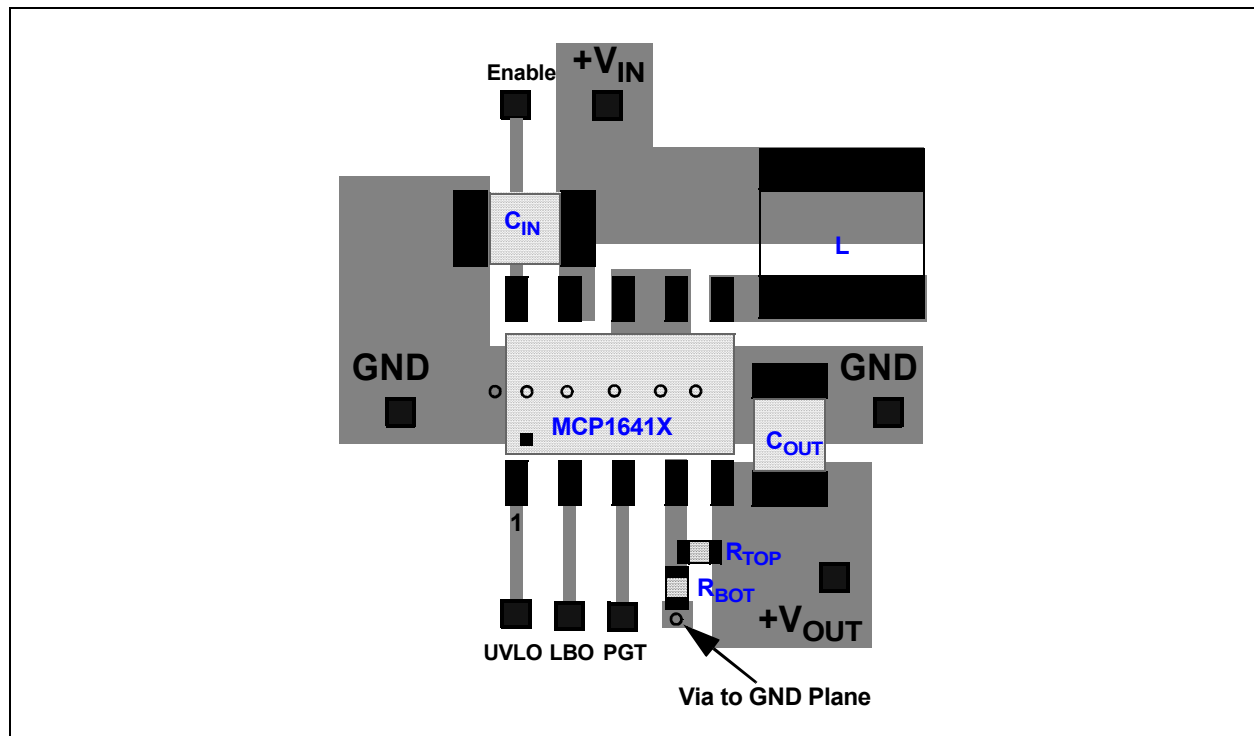 Enable
+VIN
CIN
L
GND
GND
MCP1641X
COUT
1
RTOP
RBOT
+VOUT
UVLO LBO PGT
Via to GND Plane